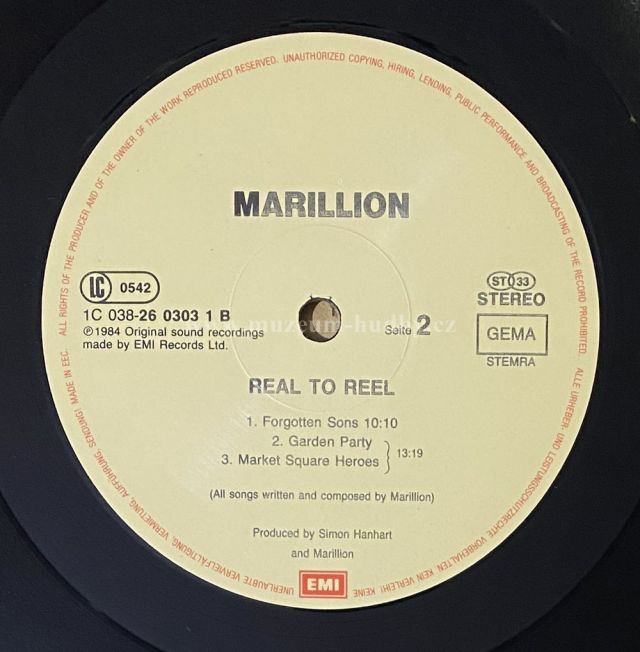 ALL RIGHTS OF THE PRODUCER AND OF THE OWNER OF THE WORK REPRODUCED RESERVED. UNAUTHORIZED COPYING, HIRING, LENDING, PUBLIC PERFORMANCE AND BROADCASTING OF THE RECORD PROHIBITED.
ALLE URHEBER- UND LEISTUNGSSCHUTZRECHTE VORBEHALTEN KEIN VERLEIH! KEINE UNERLAUBTE VERVIELFÄLTIGUNG, VERMIETUNG, AUFFÜHRUNG, SENDUNG! MADE IN EEC.
MARILLION
LC 0542
1C 038-26 0303 1 B
℗1984 Original sound recordings
made by EMI Records Ltd.
ST 33
STEREO
GEMA
STEMRA
Seite 2
muzeum-hudby.cz
REAL TO REEL
1. Forgotten Sons 10:10
2. Garden Party
3. Market Square Heroes
13:19
(All songs written and composed by Marillion)
Produced by Simon Hanhart
and Marillion
EMI